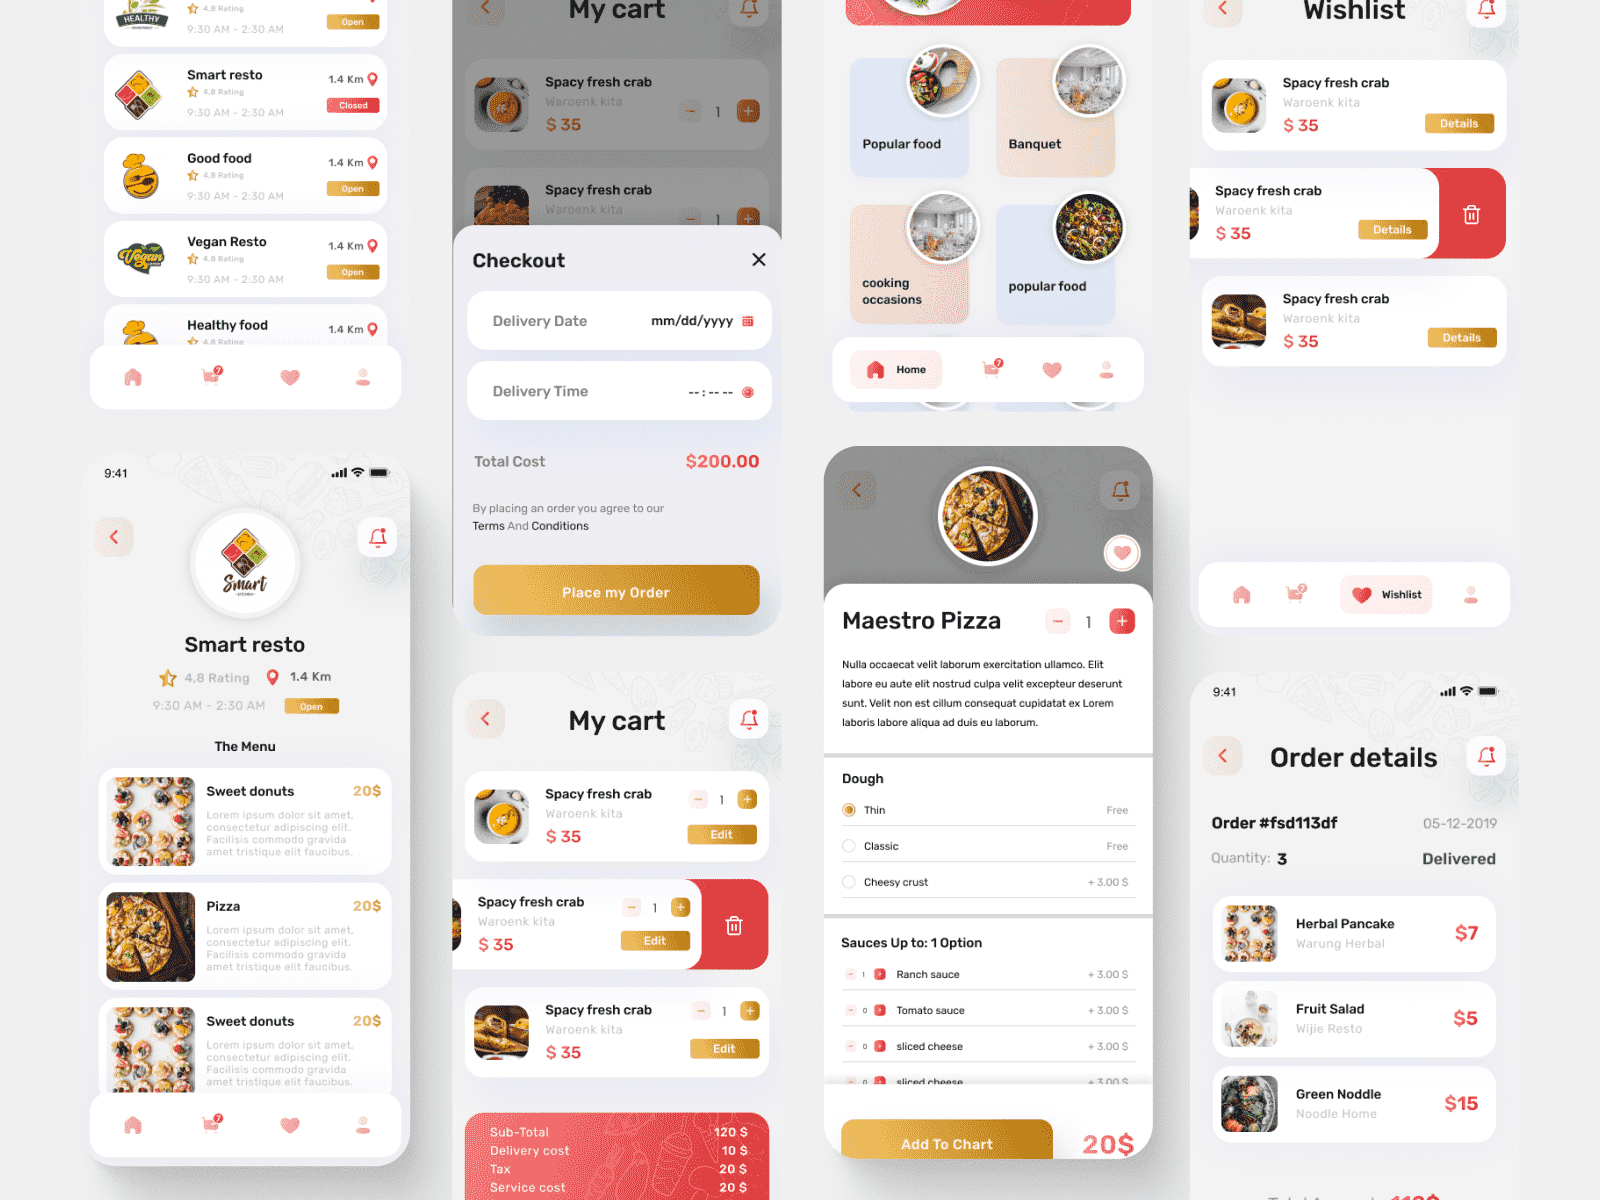 HEALTHY
4.8 Rating
9:30 AM - 2:30 AM
Open
Smart resto
1.4 Km
4.8 Rating
Closed
9:30 AM - 2:30 AM
Good food
1.4 Km
4.8 Rating
Open
9:30 AM - 2:30 AM
Vegan
Vegan Resto
1.4 Km
4.8 Rating
Open
9:30 AM - 2:30 AM
Healthy food
1.4 Km
4.8 Rating
7
9:41
Smart
Smart resto
4.8 Rating
1.4 Km
9:30 AM - 2:30 AM
Open
The Menu
Sweet donuts
20$
Lorem ipsum dolor sit amet,
consectetur adipiscing elit.
Facilisis commodo gravida
amet tristique elit faucibus.
Pizza
20$
Lorem ipsum dolor sit amet,
consectetur adipiscing elit.
Facilisis commodo gravida
amet tristique elit faucibus.
Sweet donuts
20$
Lorem ipsum dolor sit amet,
consectetur adipiscing elit.
Facilisis commodo gravida
amet tristique elit faucibus.
7
My cart
Spacy fresh crab
Waroenk kita
$ 35
1
Spacy fresh crab
Waroenk kita
1
Checkout
Delivery Date
mm/dd/yyyy
Delivery Time
-- : -- --
Total Cost
$200.00
By placing an order you agree to our
Terms And Conditions
Place my Order
My cart
Spacy fresh crab
Waroenk kita
$ 35
1
Edit
Spacy fresh crab
Waroenk kita
$ 35
1
Edit
Spacy fresh crab
Waroenk kita
$ 35
1
Edit
Sub-Total
120 $
Delivery cost
10 $
Tax
20 $
Service cost
20 $
Popular food
Banquet
cooking
occasions
popular food
Home
7
Maestro Pizza
1
Nulla occaecat velit laborum exercitation ullamco. Elit
labore eu aute elit nostrud culpa velit excepteur deserunt
sunt. Velit non est cillum consequat cupidatat ex Lorem
laboris labore aliqua ad duis eu laborum.
Dough
Thin
Free
Classic
Free
Cheesy crust
+ 3.00 $
Sauces Up to: 1 Option
1
Ranch sauce
+ 3.00 $
0
Tomato sauce
+ 3.00 $
0
sliced cheese
+ 3.00 $
0
sliced cheese
+ 3.00 $
Add To Chart
20$
Wishlist
Spacy fresh crab
Waroenk kita
$ 35
Details
Spacy fresh crab
Waroenk kita
$ 35
Details
Spacy fresh crab
Waroenk kita
$ 35
Details
7
Wishlist
9:41
Order details
Order #fsd113df
05-12-2019
Quantity: 3
Delivered
Herbal Pancake
Warung Herbal
$7
Fruit Salad
Wijie Resto
$5
Green Noddle
Noodle Home
$15